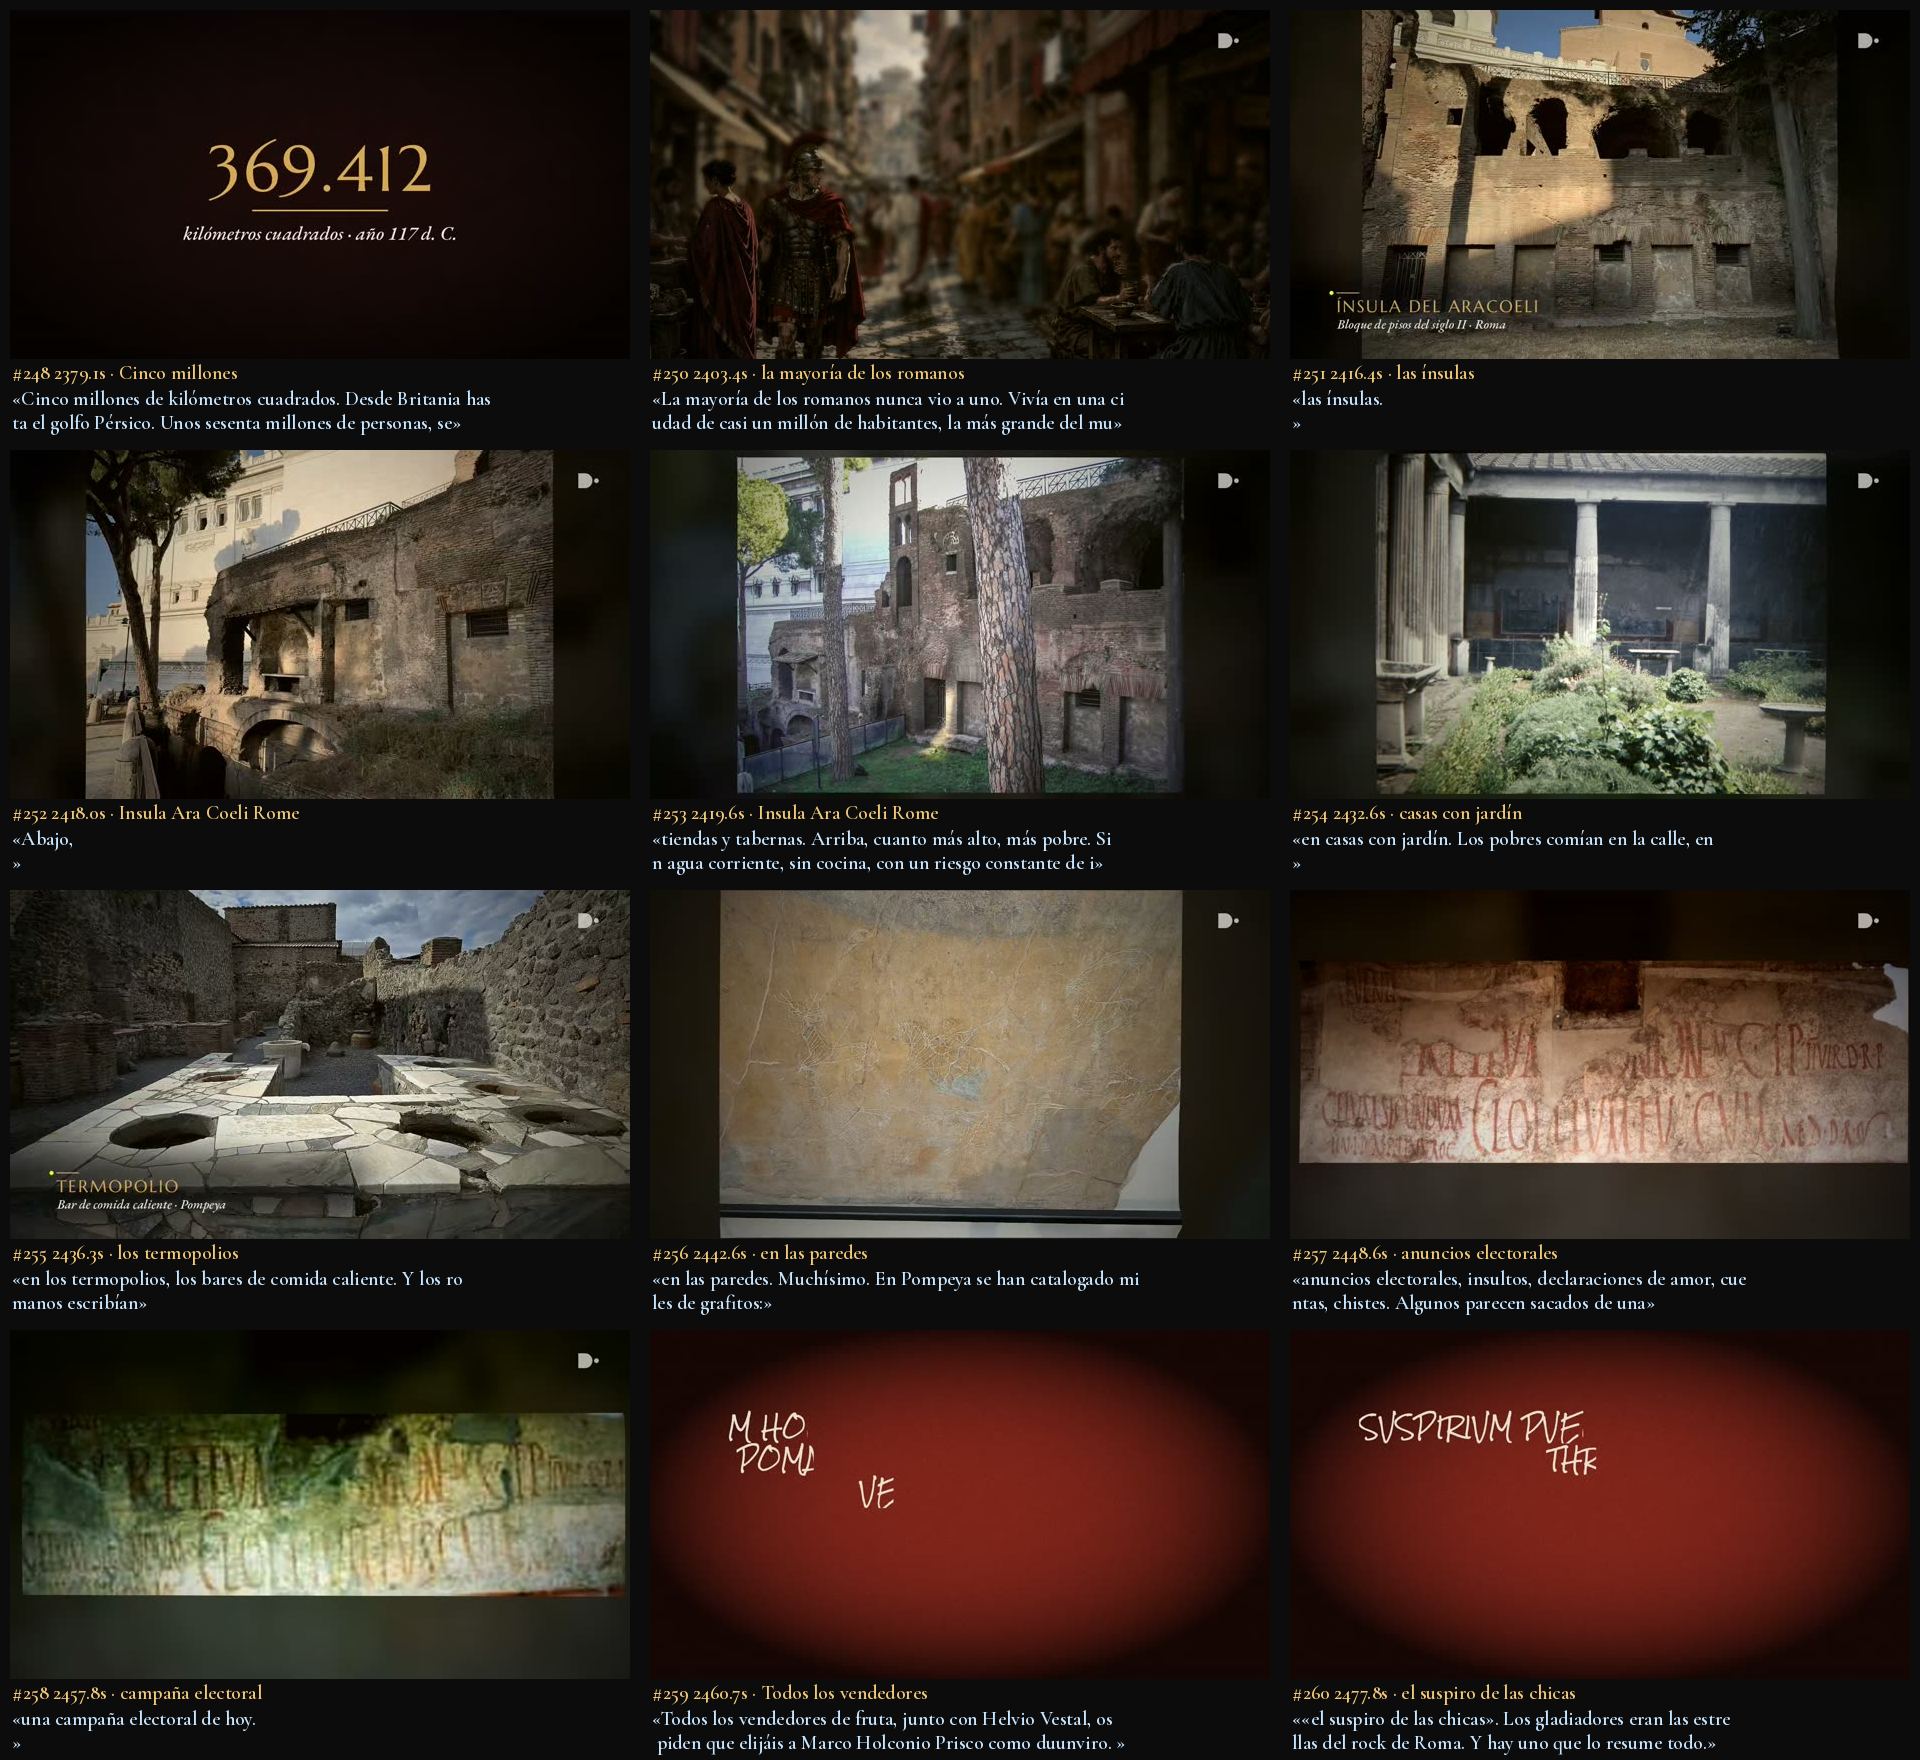 369.412
kilómetros cuadrados · año 117 d. C.
#248 2379.1s · Cinco millones
«Cinco millones de kilómetros cuadrados. Desde Britania has
ta el golfo Pérsico. Unos sesenta millones de personas, se»
#250 2403.4s · la mayoría de los romanos
«La mayoría de los romanos nunca vio a uno. Vivía en una ci
udad de casi un millón de habitantes, la más grande del mu»
ÍNSULA DEL ARACOELI
Bloque de pisos del siglo II · Roma
#251 2416.4s · las ínsulas
«las ínsulas.
»
#252 2418.0s · Insula Ara Coeli Rome
«Abajo,
»
#253 2419.6s · Insula Ara Coeli Rome
«tiendas y tabernas. Arriba, cuanto más alto, más pobre. Si
n agua corriente, sin cocina, con un riesgo constante de i»
#254 2432.6s · casas con jardín
«en casas con jardín. Los pobres comían en la calle, en
»
TERMOPOLIO
Bar de comida caliente · Pompeya
#255 2436.3s · los termopolios
«en los termopolios, los bares de comida caliente. Y los ro
manos escribían»
#256 2442.6s · en las paredes
«en las paredes. Muchísimo. En Pompeya se han catalogado mi
les de grafitos:»
#257 2448.6s · anuncios electorales
«anuncios electorales, insultos, declaraciones de amor, cue
ntas, chistes. Algunos parecen sacados de una»
#258 2457.8s · campaña electoral
«una campaña electoral de hoy.
»
M HO
POM
VE
#259 2460.7s · Todos los vendedores
«Todos los vendedores de fruta, junto con Helvio Vestal, os
piden que elijáis a Marco Holconio Prisco como duunviro. »
SVSPIRIVM PVE
THR
#260 2477.8s · el suspiro de las chicas
««el suspiro de las chicas». Los gladiadores eran las estre
llas del rock de Roma. Y hay uno que lo resume todo.»